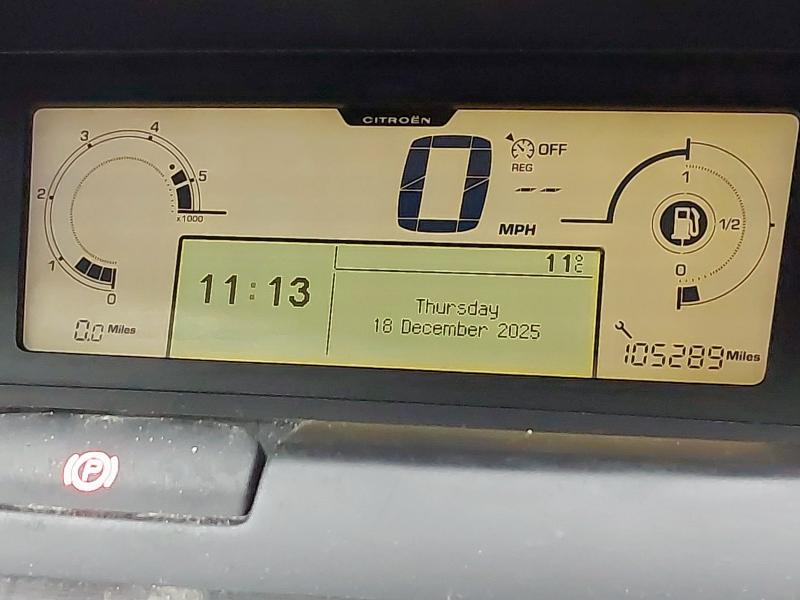 CITROËN
4
3
5
2
x1000
1
0
0.0 Miles
0
MPH
OFF
REG
-- --
1
1/2
0
11:13
11°C
Thursday
18 December 2025
105289 Miles
P